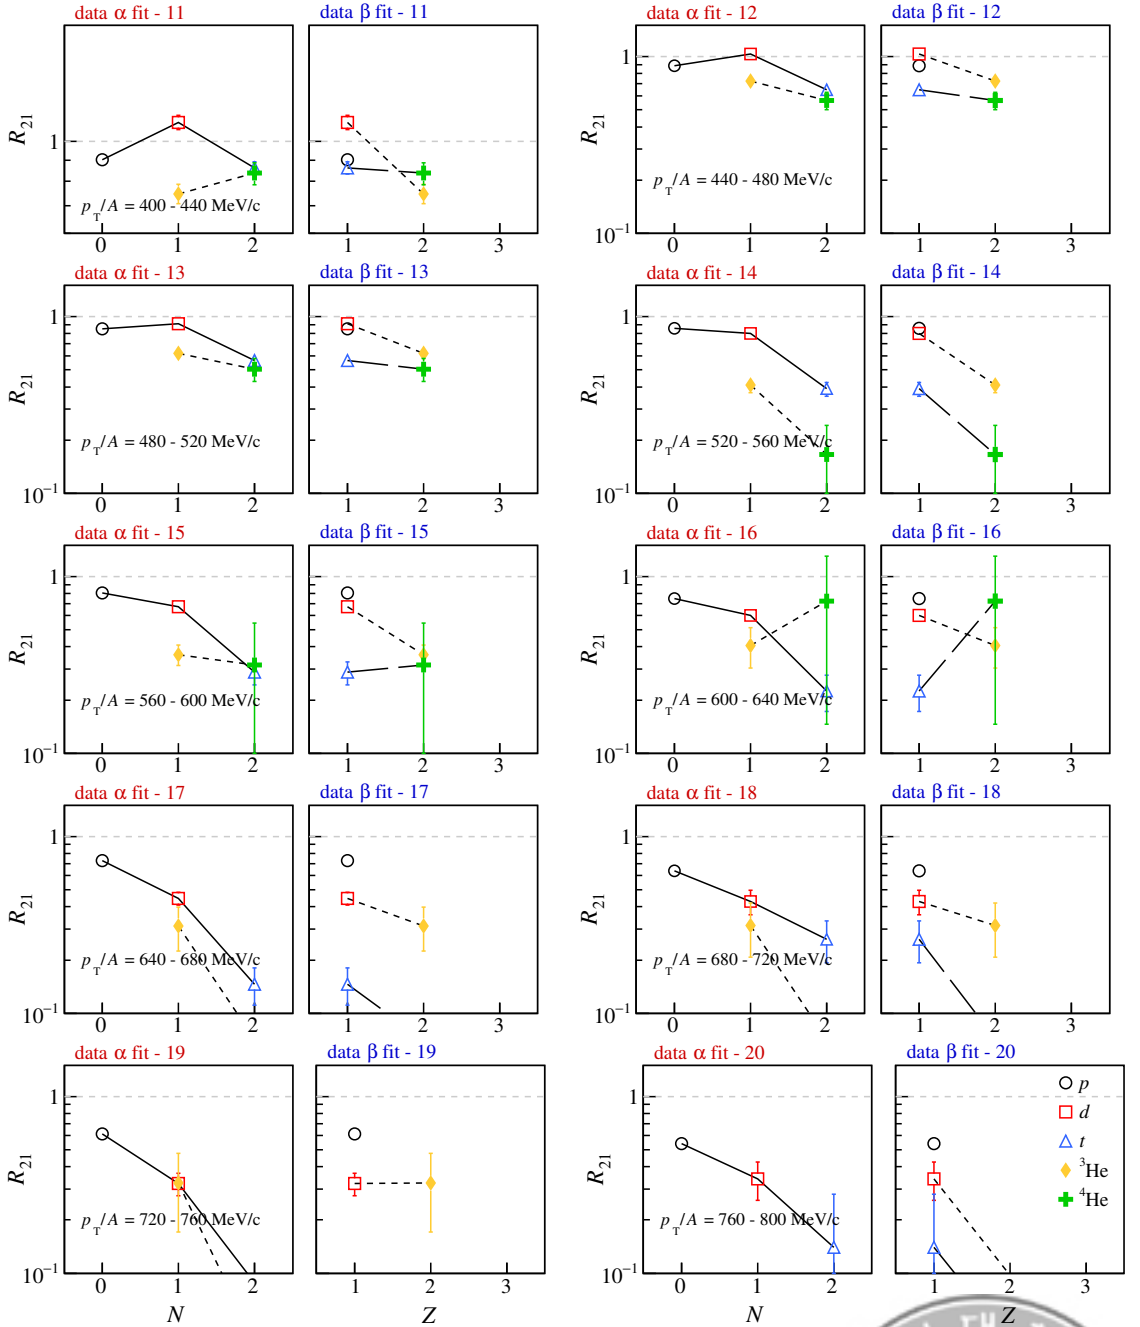 data α fit - 11 data β fit - 11 data α fit - 12 data β fit - 12
R21 1 pT/A = 400 - 440 MeV/c 0 1 2 1 2 3
R21 1 10⁻¹ pT/A = 440 - 480 MeV/c 0 1 2 1 2 3
data α fit - 13 data β fit - 13 data α fit - 14 data β fit - 14
R21 1 10⁻¹ pT/A = 480 - 520 MeV/c 0 1 2 1 2 3
R21 1 10⁻¹ pT/A = 520 - 560 MeV/c 0 1 2 1 2 3
data α fit - 15 data β fit - 15 data α fit - 16 data β fit - 16
R21 1 10⁻¹ pT/A = 560 - 600 MeV/c 0 1 2 1 2 3
R21 1 10⁻¹ pT/A = 600 - 640 MeV/c 0 1 2 1 2 3
data α fit - 17 data β fit - 17 data α fit - 18 data β fit - 18
R21 1 10⁻¹ pT/A = 640 - 680 MeV/c 0 1 2 1 2 3
R21 1 10⁻¹ pT/A = 680 - 720 MeV/c 0 1 2 1 2 3
data α fit - 19 data β fit - 19 data α fit - 20 data β fit - 20
R21 1 10⁻¹ pT/A = 720 - 760 MeV/c 0 1 2 1 2 3
R21 1 10⁻¹ pT/A = 760 - 800 MeV/c 0 1 2 1 2 3
p
d
t
³He
⁴He
N Z N Z